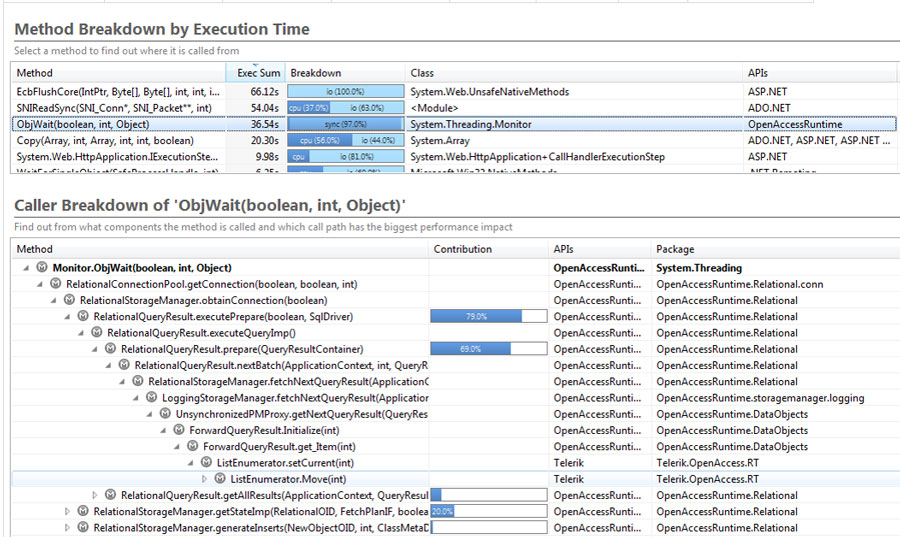 Method Breakdown by Execution Time
Select a method to find out where it is called from
Method Exec Sum Breakdown Class APIs
EcbFlushCore(IntPtr, Byte[], Byte[], int, int, i... 66.12s io (100.0%) System.Web.UnsafeNativeMethods ASP.NET
SNIReadSync(SNI_Conn*, SNI_Packet**, int) 54.04s cpu (37.0%) io (63.0%) <Module> ADO.NET
ObjWait(boolean, int, Object) 36.54s sync (97.0%) System.Threading.Monitor OpenAccessRuntime
Copy(Array, int, Array, int, int, boolean) 20.30s cpu (56.0%) io (44.0%) System.Array ADO.NET, ASP.NET, ASP.NET ...
System.Web.HttpApplication.IExecutionSte... 9.98s cpu io (81.0%) System.Web.HttpApplication+CallHandlerExecutionStep ASP.NET
Caller Breakdown of 'ObjWait(boolean, int, Object)'
Find out from what components the method is called and which call path has the biggest performance impact
Method Contribution APIs Package
Monitor.ObjWait(boolean, int, Object) OpenAccessRunti... System.Threading
RelationalConnectionPool.getConnection(boolean, boolean, int) OpenAccessRunti... OpenAccessRuntime.Relational.conn
RelationalStorageManager.obtainConnection(boolean) OpenAccessRunti... OpenAccessRuntime.Relational
RelationalQueryResult.executePrepare(boolean, SqlDriver) 79.0% OpenAccessRunti... OpenAccessRuntime.Relational
RelationalQueryResult.executeQueryImp() OpenAccessRunti... OpenAccessRuntime.Relational
RelationalQueryResult.prepare(QueryResultContainer) 69.0% OpenAccessRunti... OpenAccessRuntime.Relational
RelationalQueryResult.nextBatch(ApplicationContext, int, QueryR OpenAccessRunti... OpenAccessRuntime.Relational
RelationalStorageManager.fetchNextQueryResult(ApplicationC OpenAccessRunti... OpenAccessRuntime.Relational
LoggingStorageManager.fetchNextQueryResult(Application OpenAccessRunti... OpenAccessRuntime.storagemanager.logging
UnsynchronizedPMProxy.getNextQueryResult(QueryRes OpenAccessRunti... OpenAccessRuntime.DataObjects
ForwardQueryResult.Initialize(int) OpenAccessRunti... OpenAccessRuntime.DataObjects
ForwardQueryResult.get_Item(int) OpenAccessRunti... OpenAccessRuntime.DataObjects
ListEnumerator.setCurrent(int) Telerik Telerik.OpenAccess.RT
ListEnumerator.Move(int) Telerik Telerik.OpenAccess.RT
RelationalQueryResult.getAllResults(ApplicationContext, QueryResul OpenAccessRunti... OpenAccessRuntime.Relational
RelationalStorageManager.getStateImp(RelationalOID, FetchPlanIF, boolea 20.0% OpenAccessRunti... OpenAccessRuntime.Relational
RelationalStorageManager.generateInserts(NewObjectOID, int, ClassMetaD OpenAccessRunti... OpenAccessRuntime.Relational